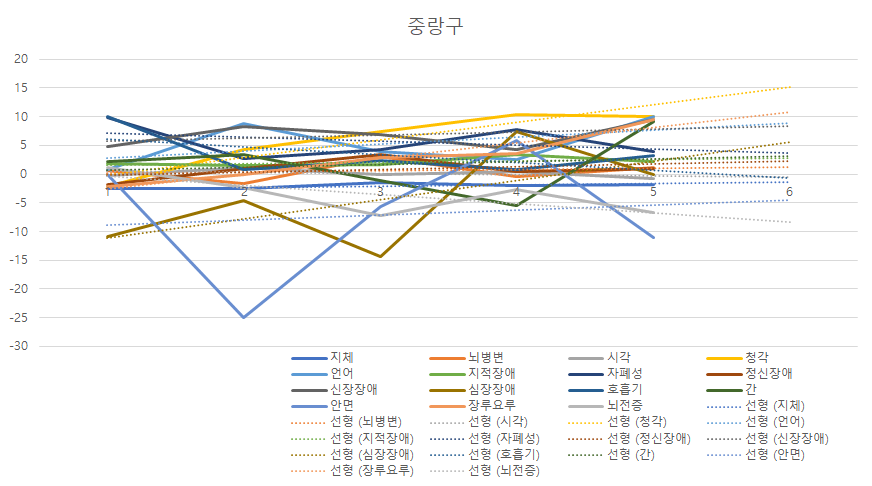 중랑구
20
15
10
5
0
-5
-10
-15
-20
-25
-30
1 2 3 4 5 6
지체 뇌병변 시각 청각
언어 지적장애 자폐성 정신장애
신장장애 심장장애 호흡기 간
안면 장루요루 뇌전증 선형 (지체)
선형 (뇌병변) 선형 (시각) 선형 (청각) 선형 (언어)
선형 (지적장애) 선형 (자폐성) 선형 (정신장애) 선형 (신장장애)
선형 (심장장애) 선형 (호흡기) 선형 (간) 선형 (안면)
선형 (장루요루) 선형 (뇌전증)